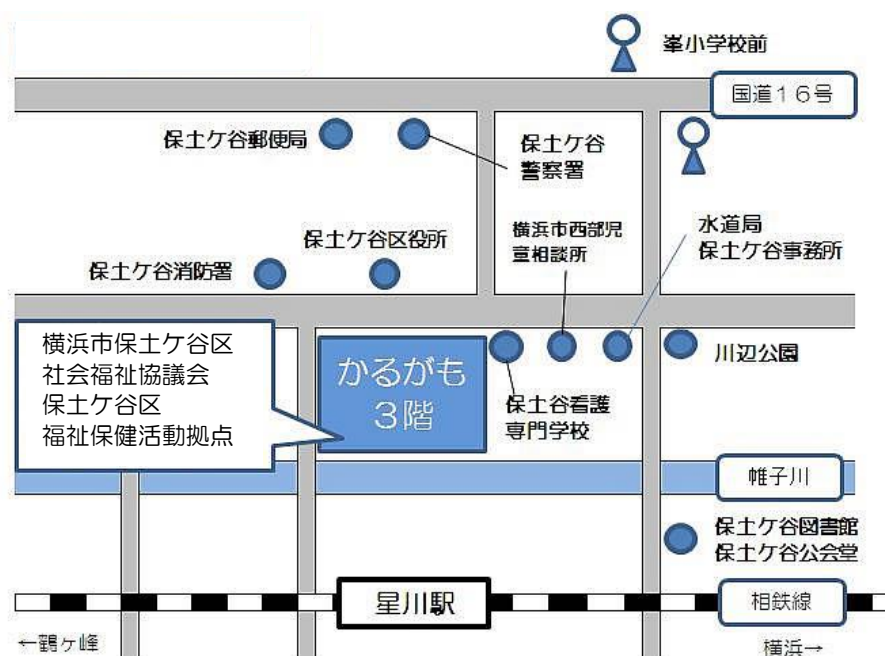 峯小学校前
国道16号
保土ケ谷郵便局
保土ケ谷
警察署
横浜市西部児
童相談所
水道局
保土ケ谷事務所
保土ケ谷区役所
保土ケ谷消防署
横浜市保土ケ谷区
社会福祉協議会
保土ケ谷区
福祉保健活動拠点
かるがも
3階
川辺公園
保土谷看護
専門学校
帷子川
保土ケ谷図書館
保土ケ谷公会堂
星川駅
相鉄線
←鶴ヶ峰
横浜→